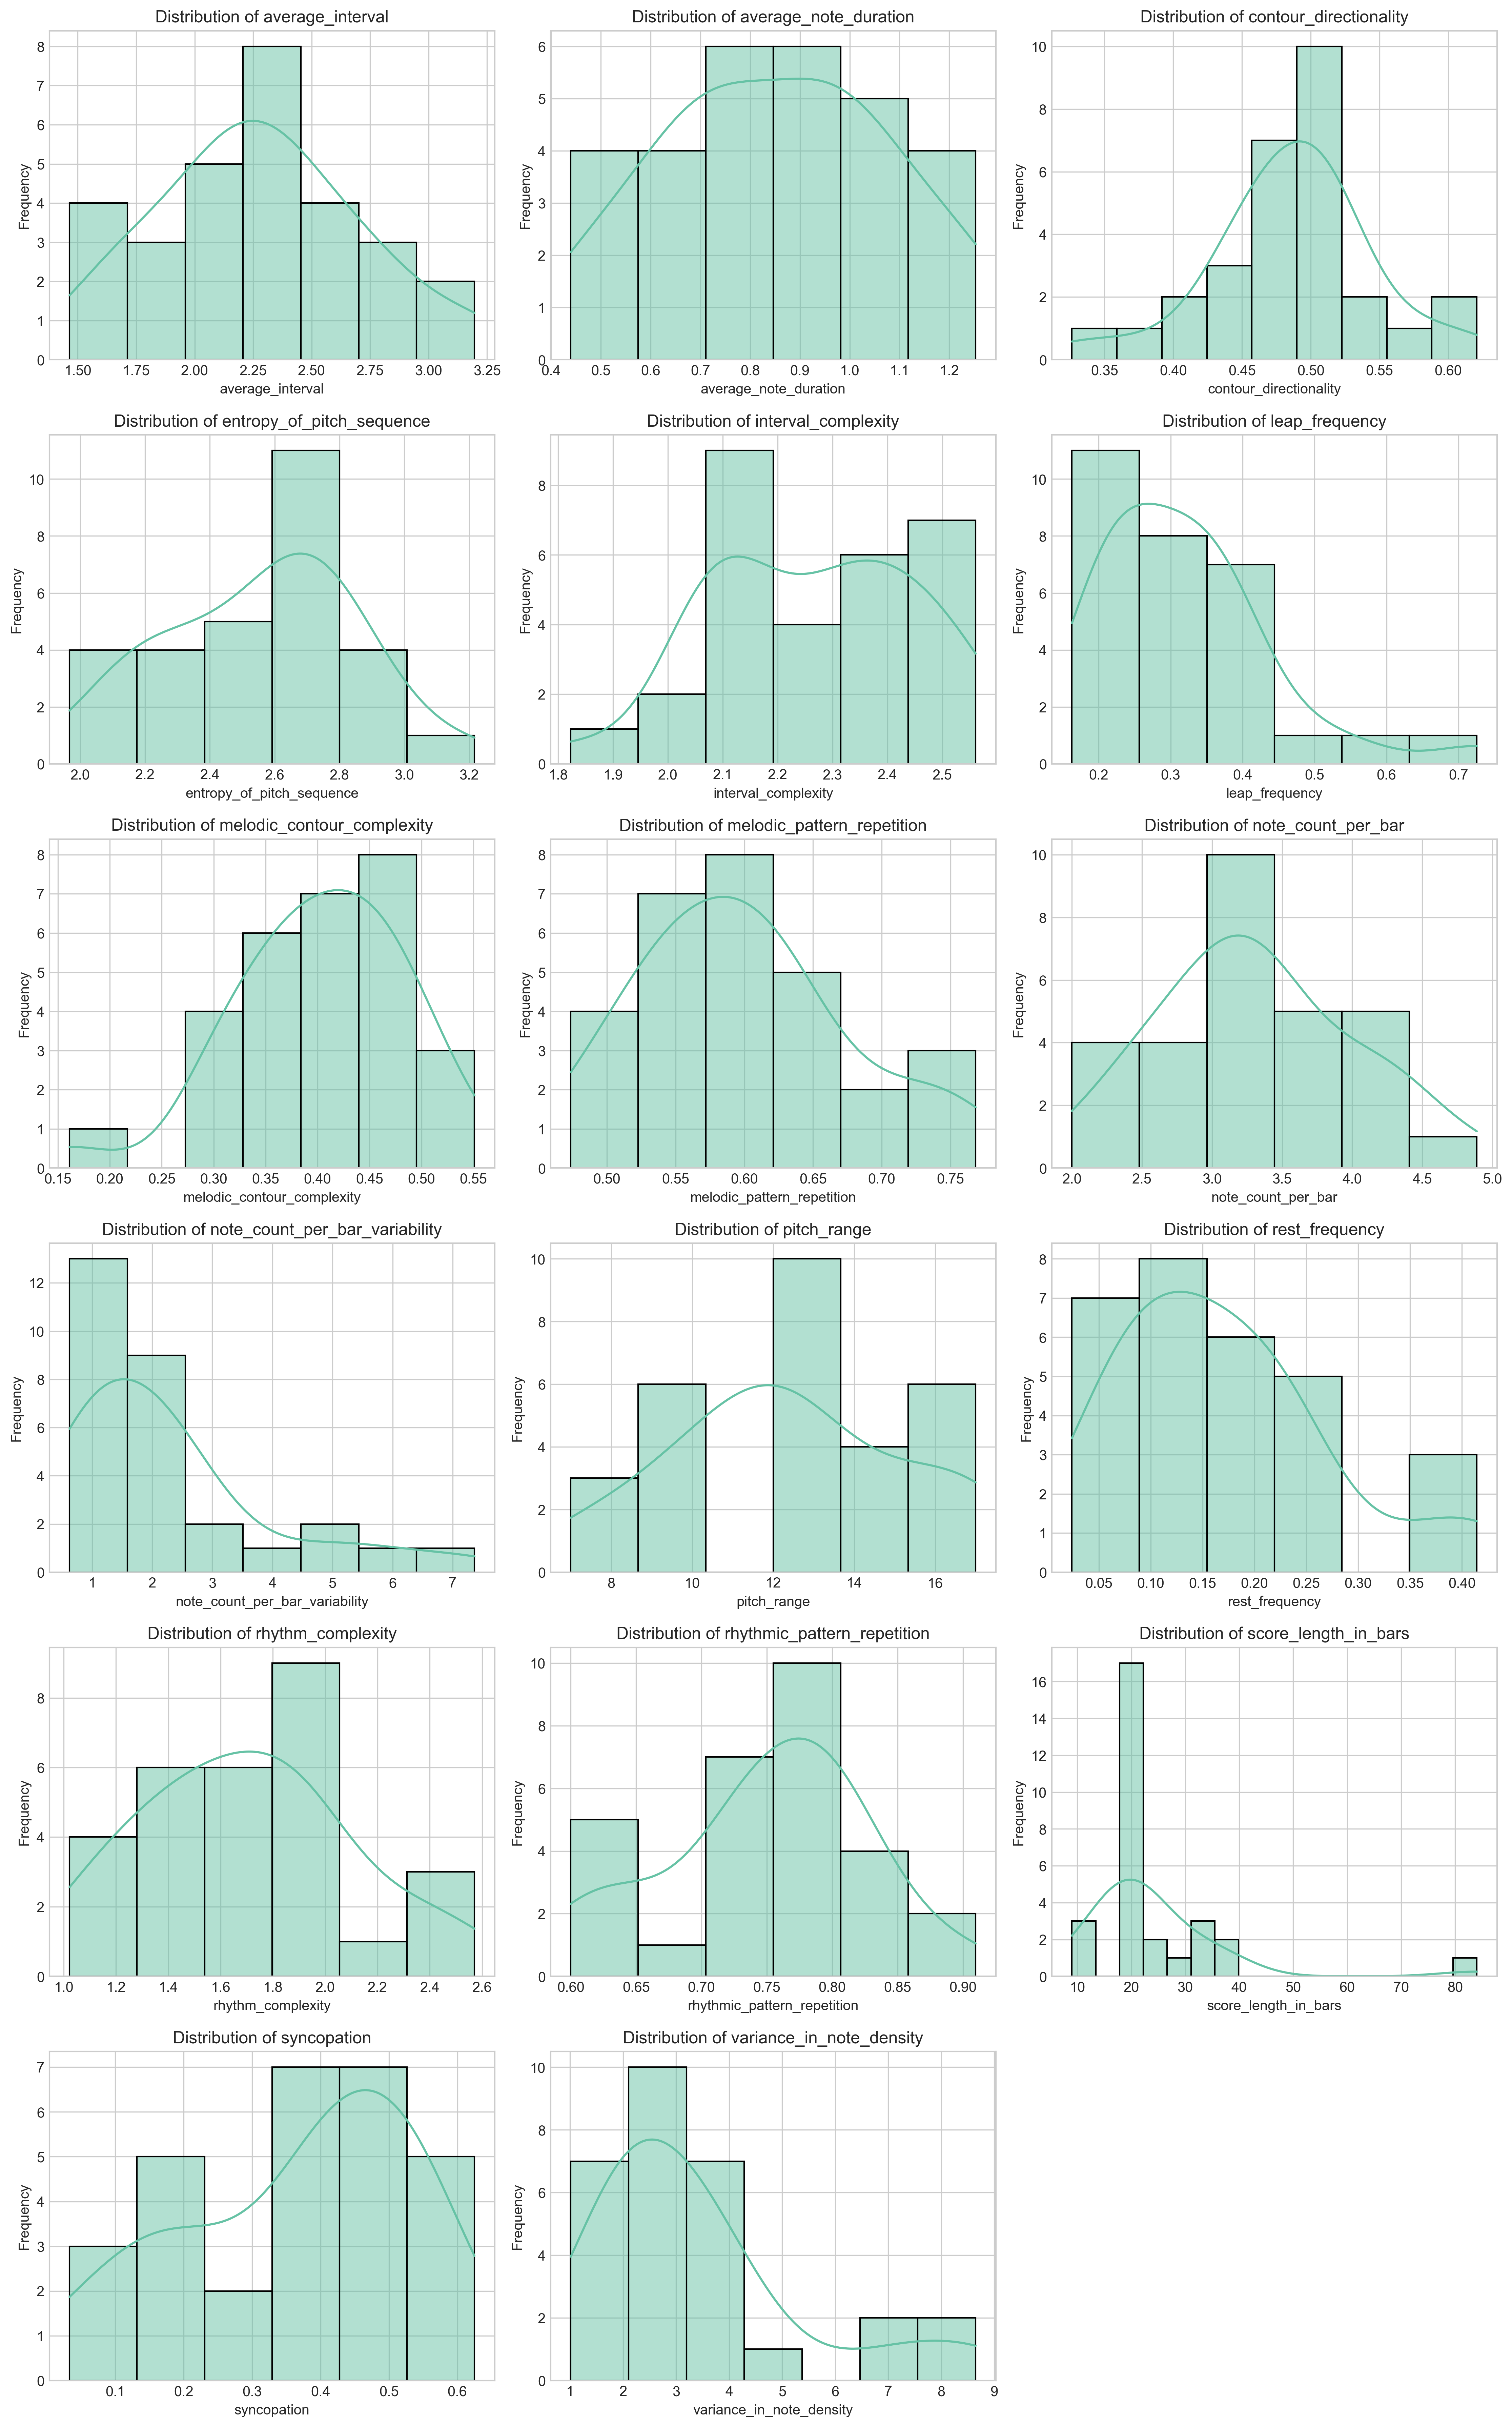 Distribution of average_interval
Frequency
8
7
6
5
4
3
2
1
0
1.50 1.75 2.00 2.25 2.50 2.75 3.00 3.25
average_interval
Distribution of average_note_duration
Frequency
6
5
4
3
2
1
0
0.4 0.5 0.6 0.7 0.8 0.9 1.0 1.1 1.2
average_note_duration
Distribution of contour_directionality
Frequency
10
8
6
4
2
0
0.35 0.40 0.45 0.50 0.55 0.60
contour_directionality
Distribution of entropy_of_pitch_sequence
Frequency
10
8
6
4
2
0
2.0 2.2 2.4 2.6 2.8 3.0 3.2
entropy_of_pitch_sequence
Distribution of interval_complexity
Frequency
8
6
4
2
0
1.8 1.9 2.0 2.1 2.2 2.3 2.4 2.5
interval_complexity
Distribution of leap_frequency
Frequency
10
8
6
4
2
0
0.2 0.3 0.4 0.5 0.6 0.7
leap_frequency
Distribution of melodic_contour_complexity
Frequency
8
7
6
5
4
3
2
1
0
0.15 0.20 0.25 0.30 0.35 0.40 0.45 0.50 0.55
melodic_contour_complexity
Distribution of melodic_pattern_repetition
Frequency
8
7
6
5
4
3
2
1
0
0.50 0.55 0.60 0.65 0.70 0.75
melodic_pattern_repetition
Distribution of note_count_per_bar
Frequency
10
8
6
4
2
0
2.0 2.5 3.0 3.5 4.0 4.5 5.0
note_count_per_bar
Distribution of note_count_per_bar_variability
Frequency
12
10
8
6
4
2
0
1 2 3 4 5 6 7
note_count_per_bar_variability
Distribution of pitch_range
Frequency
10
8
6
4
2
0
8 10 12 14 16
pitch_range
Distribution of rest_frequency
Frequency
8
7
6
5
4
3
2
1
0
0.05 0.10 0.15 0.20 0.25 0.30 0.35 0.40
rest_frequency
Distribution of rhythm_complexity
Frequency
8
6
4
2
0
1.0 1.2 1.4 1.6 1.8 2.0 2.2 2.4 2.6
rhythm_complexity
Distribution of rhythmic_pattern_repetition
Frequency
10
8
6
4
2
0
0.60 0.65 0.70 0.75 0.80 0.85 0.90
rhythmic_pattern_repetition
Distribution of score_length_in_bars
Frequency
16
14
12
10
8
6
4
2
0
10 20 30 40 50 60 70 80
score_length_in_bars
Distribution of syncopation
Frequency
7
6
5
4
3
2
1
0
0.1 0.2 0.3 0.4 0.5 0.6
syncopation
Distribution of variance_in_note_density
Frequency
10
8
6
4
2
0
1 2 3 4 5 6 7 8 9
variance_in_note_density